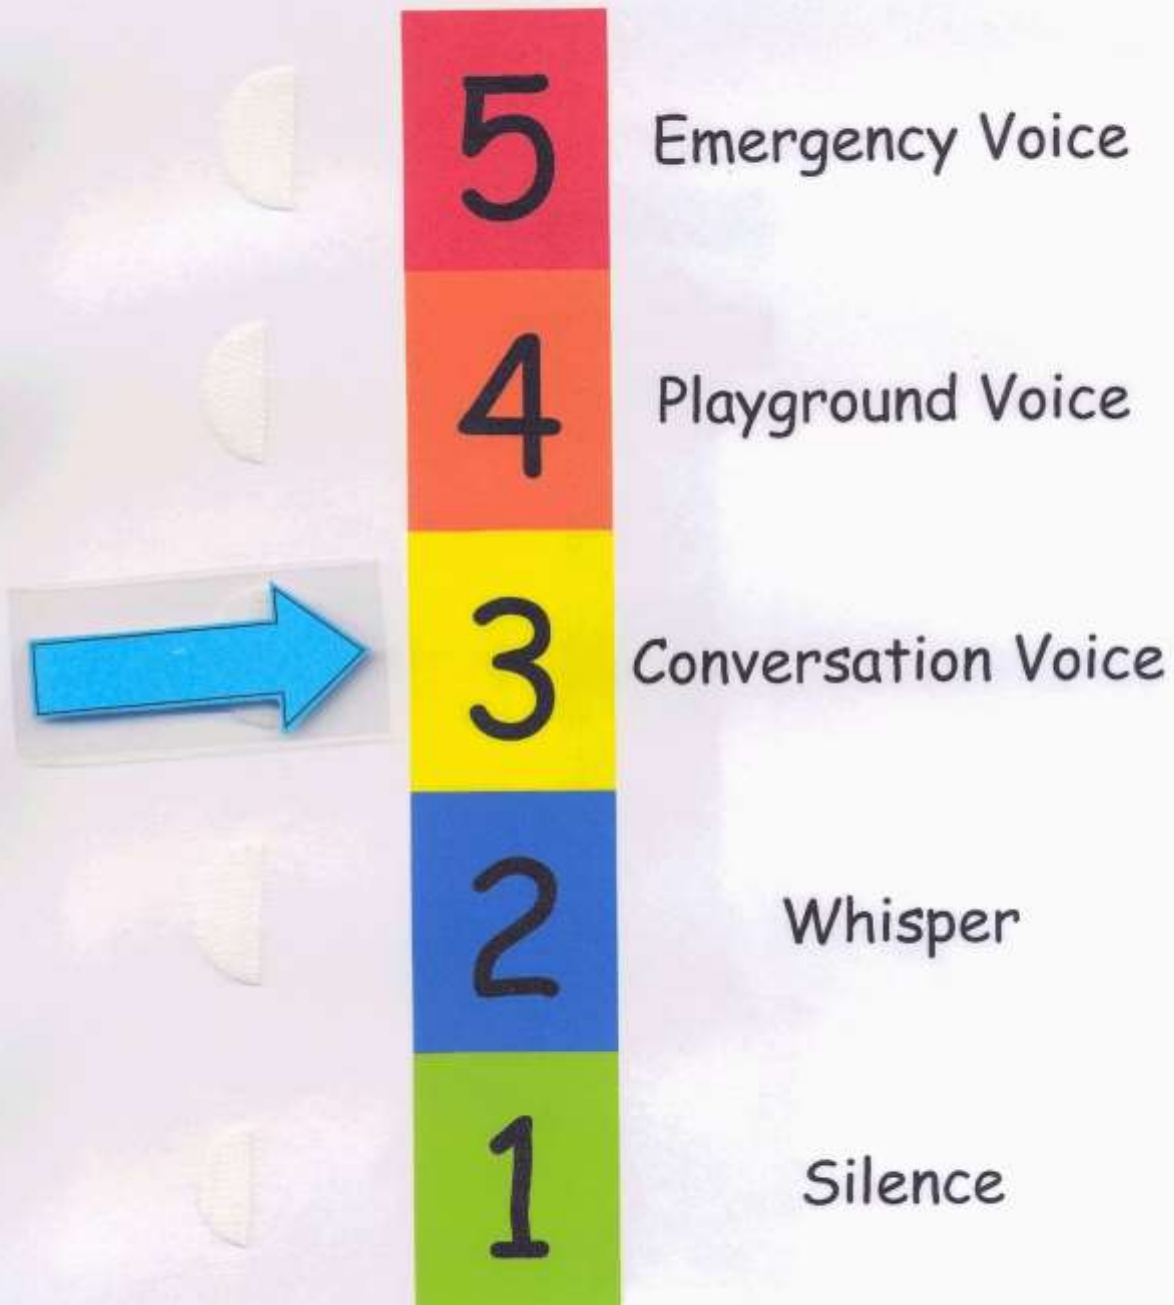 5 Emergency Voice
4 Playground Voice
3 Conversation Voice
2 Whisper
1 Silence